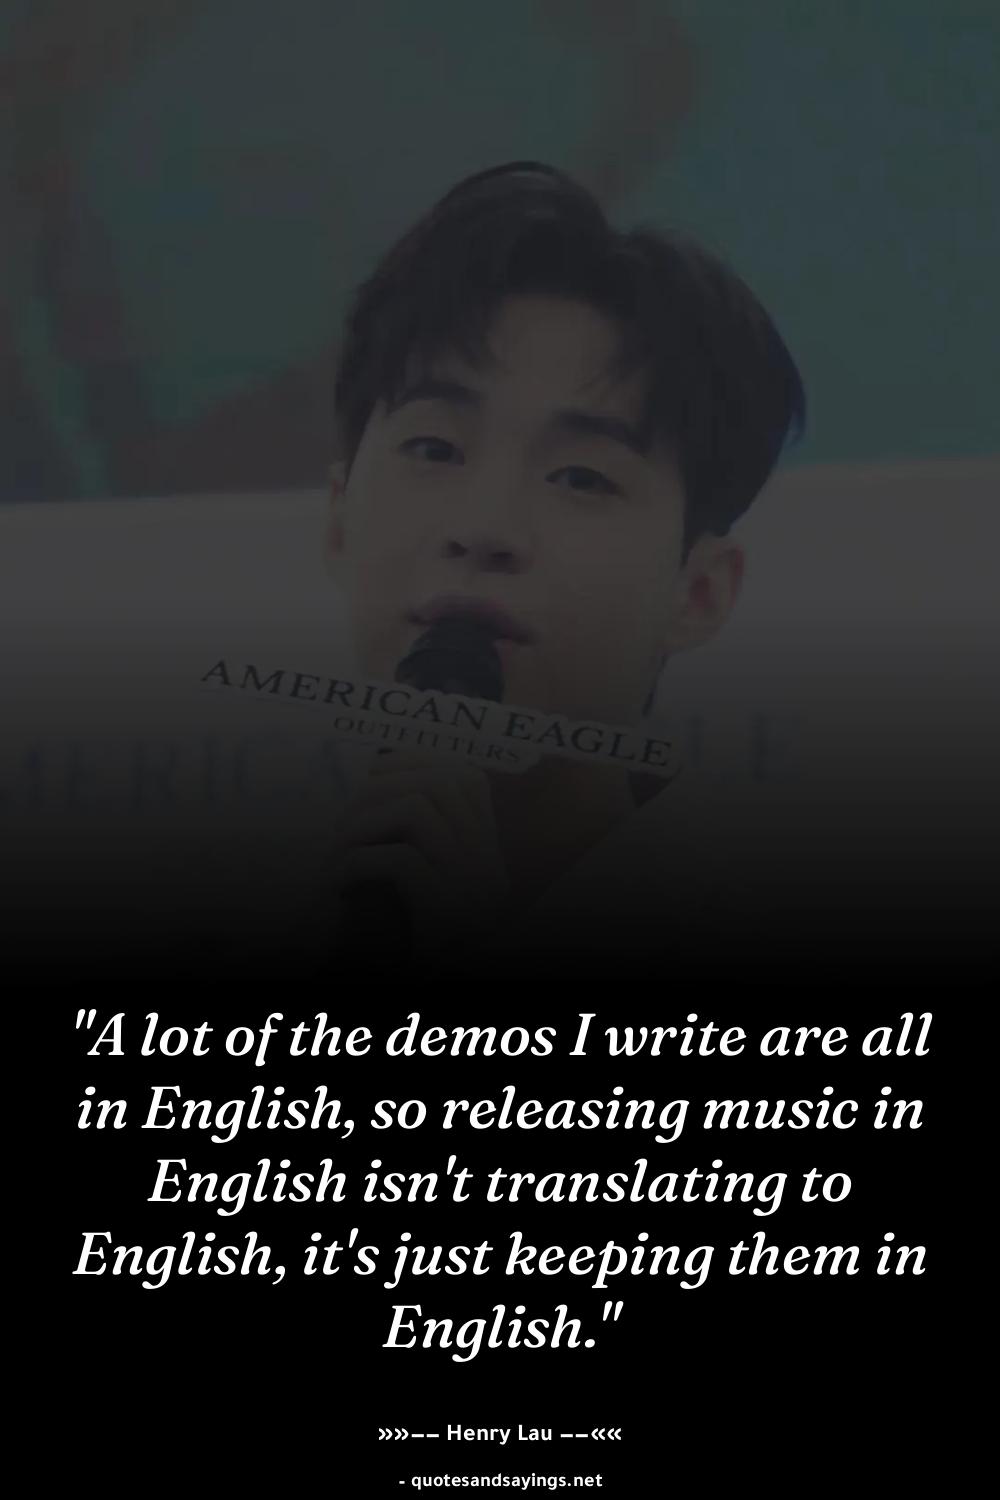 AMERICAN EAGLE
OUTFITTERS
"A lot of the demos I write are all
in English, so releasing music in
English isn't translating to
English, it's just keeping them in
English."
»»–– Henry Lau ––««
- quotesandsayings.net